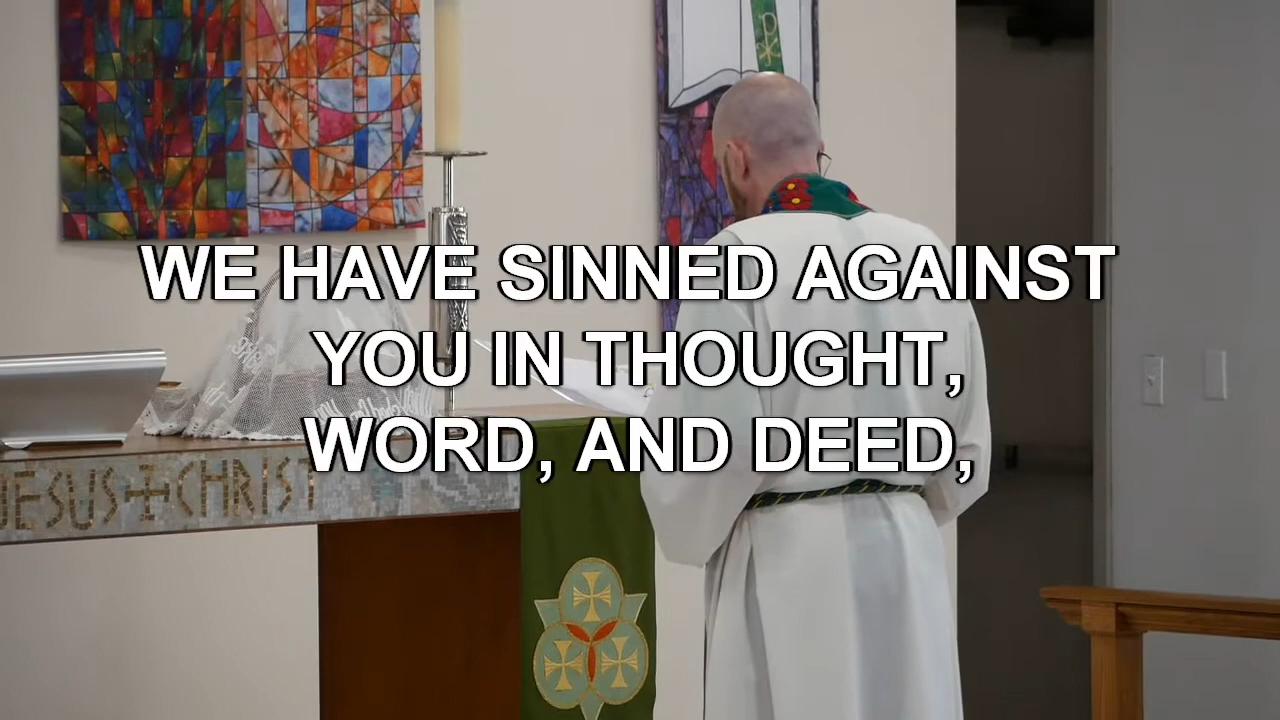 WE HAVE SINNED AGAINST
YOU IN THOUGHT,
WORD, AND DEED,
JESUS CHRIST